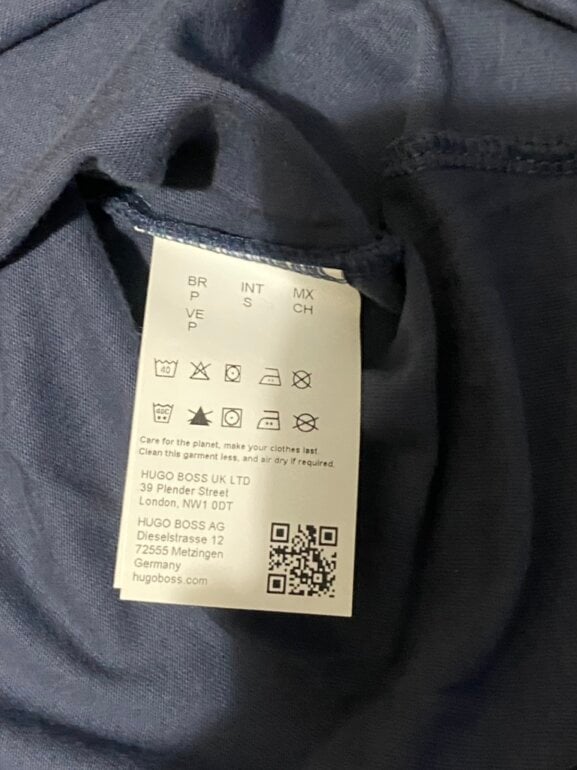 BR INT MX
P S CH
VE
P
40
40C
Care for the planet, make your clothes last.
Clean this garment less, and air dry if required.
HUGO BOSS UK LTD
39 Plender Street
London, NW1 0DT
HUGO BOSS AG
Dieselstrasse 12
72555 Metzingen
Germany
hugoboss.com